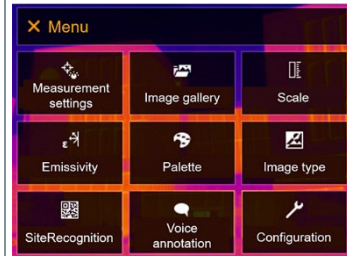 Menu
Measurement
settings
Image gallery
Scale
ε
Emissivity
Palette
Image type
SiteRecognition
Voice
annotation
Configuration